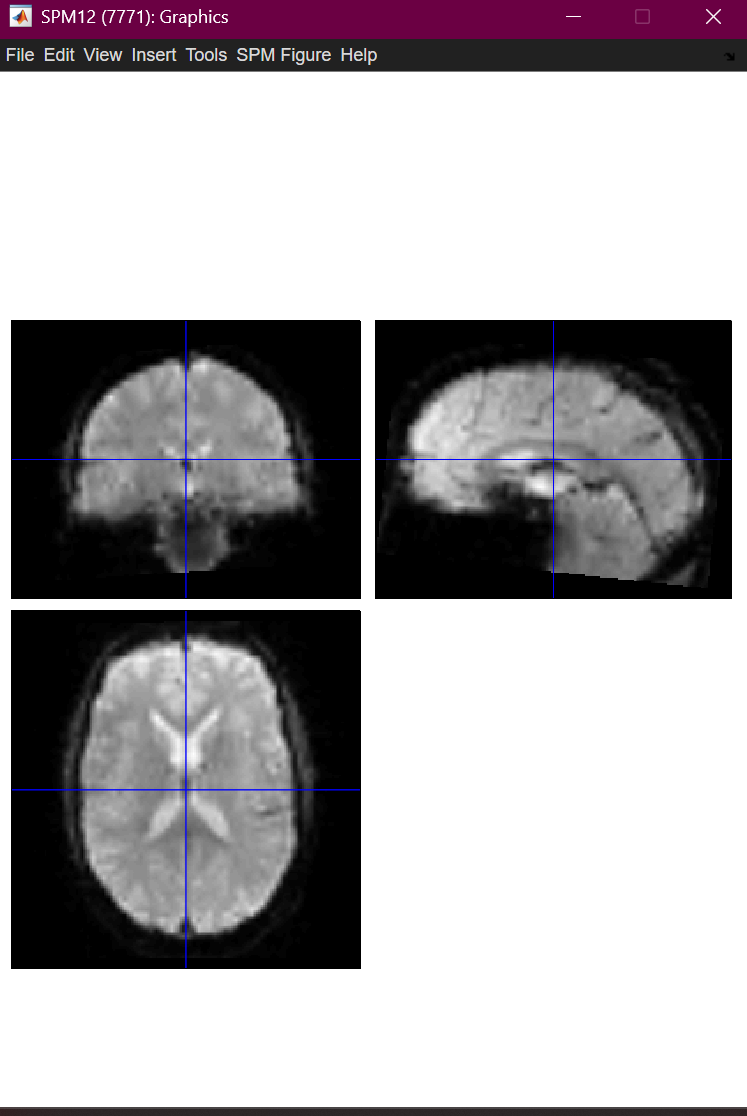 SPM12 (7771): Graphics
File Edit View Insert Tools SPM Figure Help